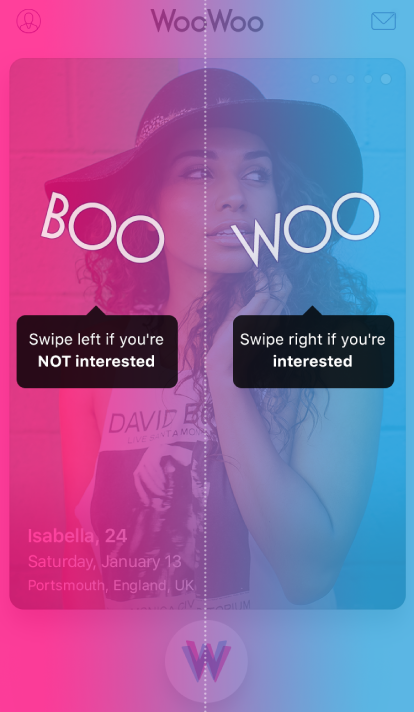 WooWoo
BOO
WOO
Swipe left if you're
NOT interested
Swipe right if you're
interested
DAVID B
Isabella, 24
Saturday, January 13
Portsmouth, England, UK
W